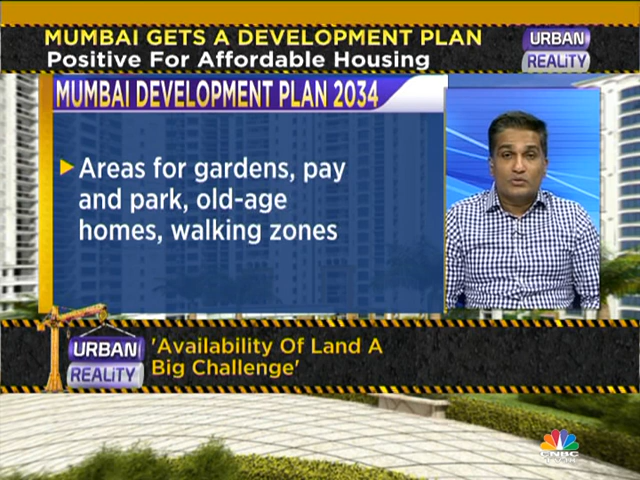 MUMBAI GETS A DEVELOPMENT PLAN
Positive For Affordable Housing
URBAN
REALITY
MUMBAI DEVELOPMENT PLAN 2034
Areas for gardens, pay
and park, old-age
homes, walking zones
URBAN
REALITY
'Availability Of Land A
Big Challenge'
CNBC